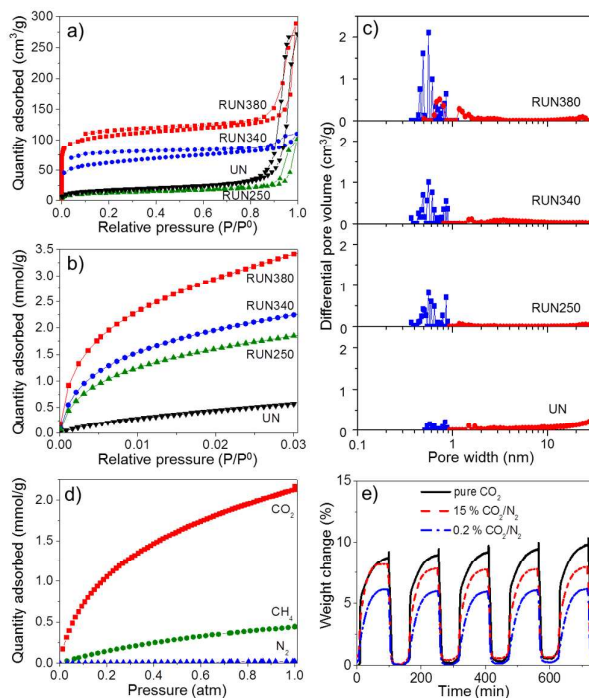 a)
Quantity adsorbed (cm³/g)
300
250
200
150
100
50
0
RUN380
RUN340
UN
RUN250
0.0 0.2 0.4 0.6 0.8 1.0
Relative pressure (P/P⁰)
b)
Quantity adsorbed (mmol/g)
3.5
3.0
2.5
2.0
1.5
1.0
0.5
0.0
RUN380
RUN340
RUN250
UN
0.00 0.01 0.02 0.03
Relative pressure (P/P⁰)
c)
Differential pore volume (cm³/g)
2
1
0
RUN380
2
1
0
RUN340
2
1
0
RUN250
2
1
0
UN
0.1 1 10
Pore width (nm)
d)
Quantity adsorbed (mmol/g)
2.0
1.5
1.0
0.5
0.0
CO₂
CH₄
N₂
0.0 0.2 0.4 0.6 0.8 1.0
Pressure (atm)
e)
Weight change (%)
15
10
5
0
pure CO₂
15 % CO₂/N₂
0.2 % CO₂/N₂
0 200 400 600
Time (min)